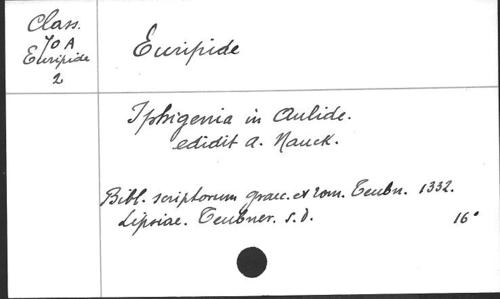 Class.
70 A
Euripide
2
Euripide
Iphigenia in Aulide.
edidit A. Nauck.
Bibl. scriptorum graec. et rom. Teubn. 1332.
Lipsiae. Teubner. s.d. 16°